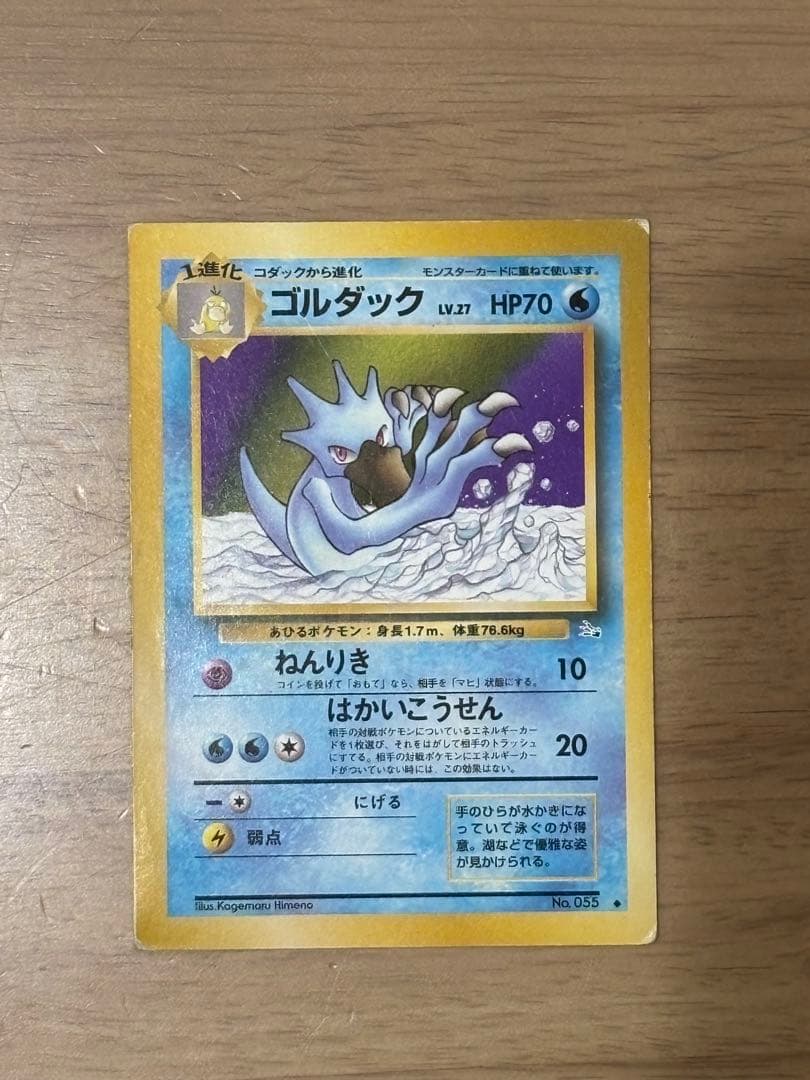 1進化 コダックから進化 モンスターカードに重ねて使います。
ゴルダック LV.27 HP70
あひるポケモン：身長1.7m、体重76.6kg
ねんりき 10
コインを投げて「おもて」なら、相手を「マヒ」状態にする。
はかいこうせん 20
相手の対戦ポケモンについているエネルギーカー
ドを1枚選び、それをはがして相手のトラッシュ
にすてる。相手の対戦ポケモンにエネルギーカー
ドがついていない時には、この効果はない。
にげる
弱点
手のひらが水かきにな
っていて泳ぐのが得
意。湖などで優雅な姿
が見かけられる。
Illus.Kagemaru Himeno No. 055